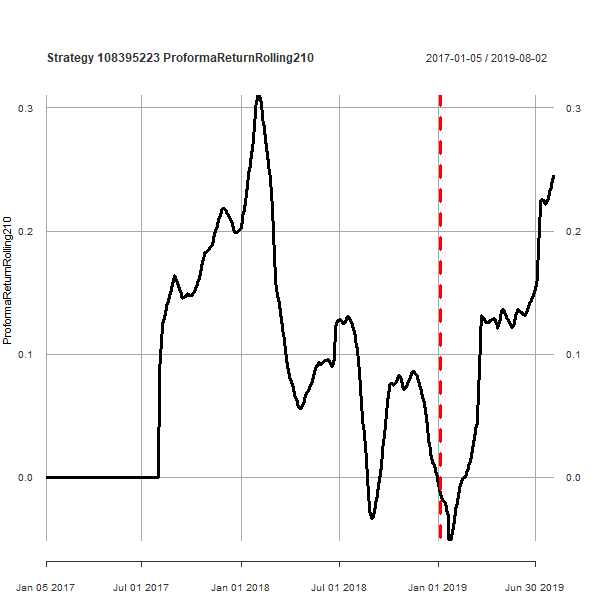 Strategy 108395223 ProformaReturnRolling210
2017-01-05 / 2019-08-02
ProformaReturnRolling210
0.3
0.3
0.2
0.2
0.1
0.1
0.0
0.0
Jan 05 2017
Jul 01 2017
Jan 01 2018
Jul 01 2018
Jan 01 2019
Jun 30 2019